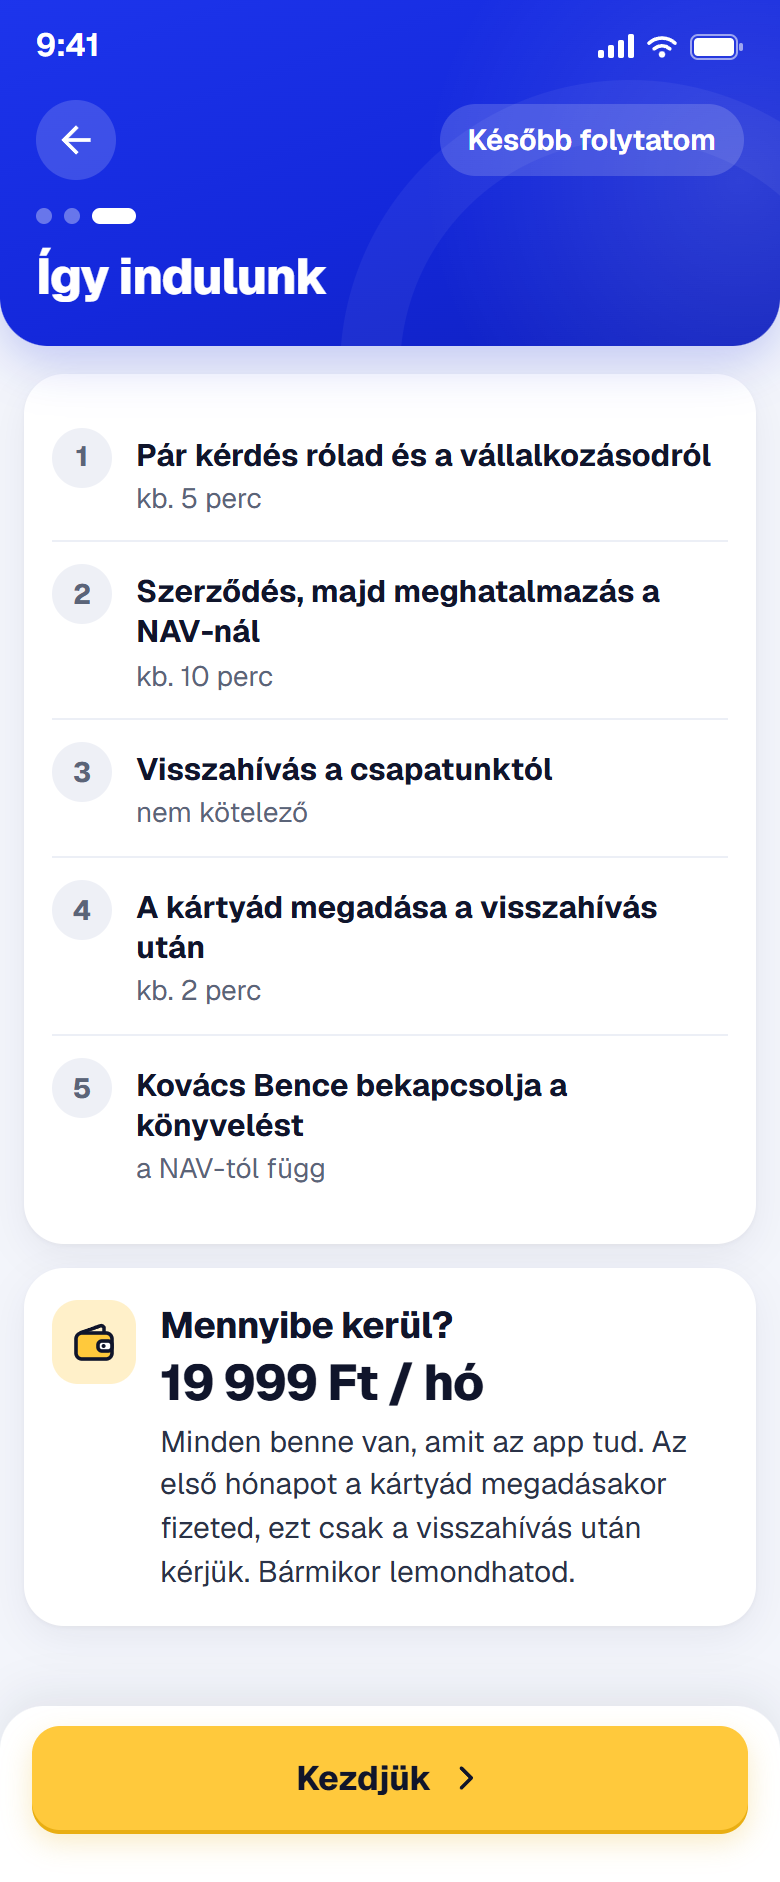 9:41
Később folytatom
Így indulunk
1
Pár kérdés rólad és a vállalkozásodról
kb. 5 perc
2
Szerződés, majd meghatalmazás a
NAV-nál
kb. 10 perc
3
Visszahívás a csapatunktól
nem kötelező
4
A kártyád megadása a visszahívás
után
kb. 2 perc
5
Kovács Bence bekapcsolja a
könyvelést
a NAV-tól függ
Mennyibe kerül?
19 999 Ft / hó
Minden benne van, amit az app tud. Az
első hónapot a kártyád megadásakor
fizeted, ezt csak a visszahívás után
kérjük. Bármikor lemondhatod.
Kezdjük